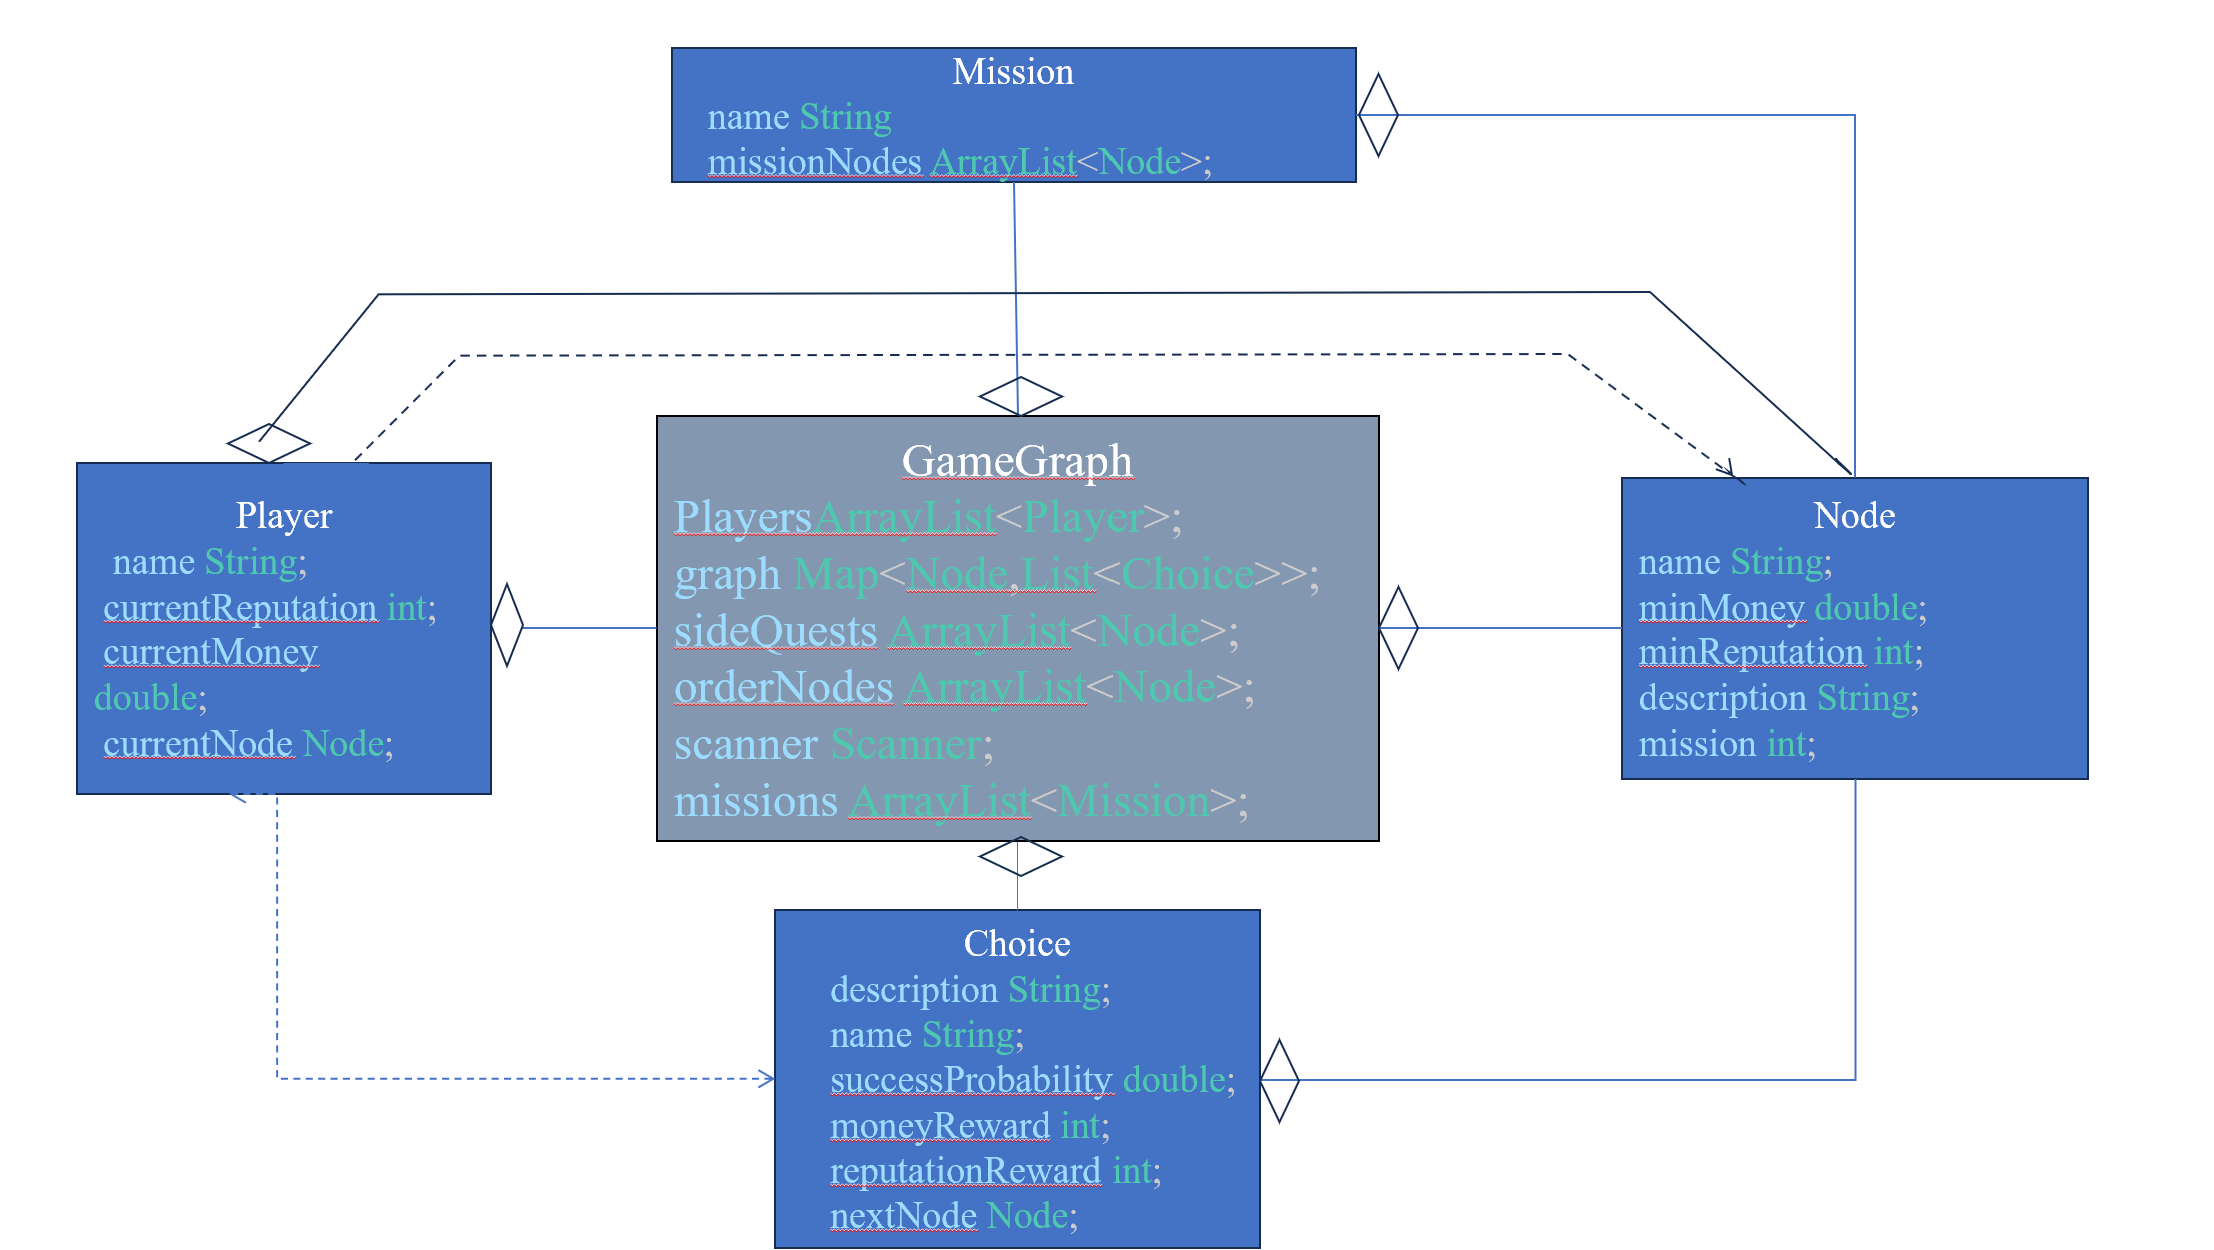 Mission
name String
missionNodes ArrayList<Node>;
Player
name String;
currentReputation int;
currentMoney
double;
currentNode Node;
GameGraph
PlayersArrayList<Player>;
graph Map<Node,List<Choice>>;
sideQuests ArrayList<Node>;
orderNodes ArrayList<Node>;
scanner Scanner;
missions ArrayList<Mission>;
Node
name String;
minMoney double;
minReputation int;
description String;
mission int;
Choice
description String;
name String;
successProbability double;
moneyReward int;
reputationReward int;
nextNode Node;